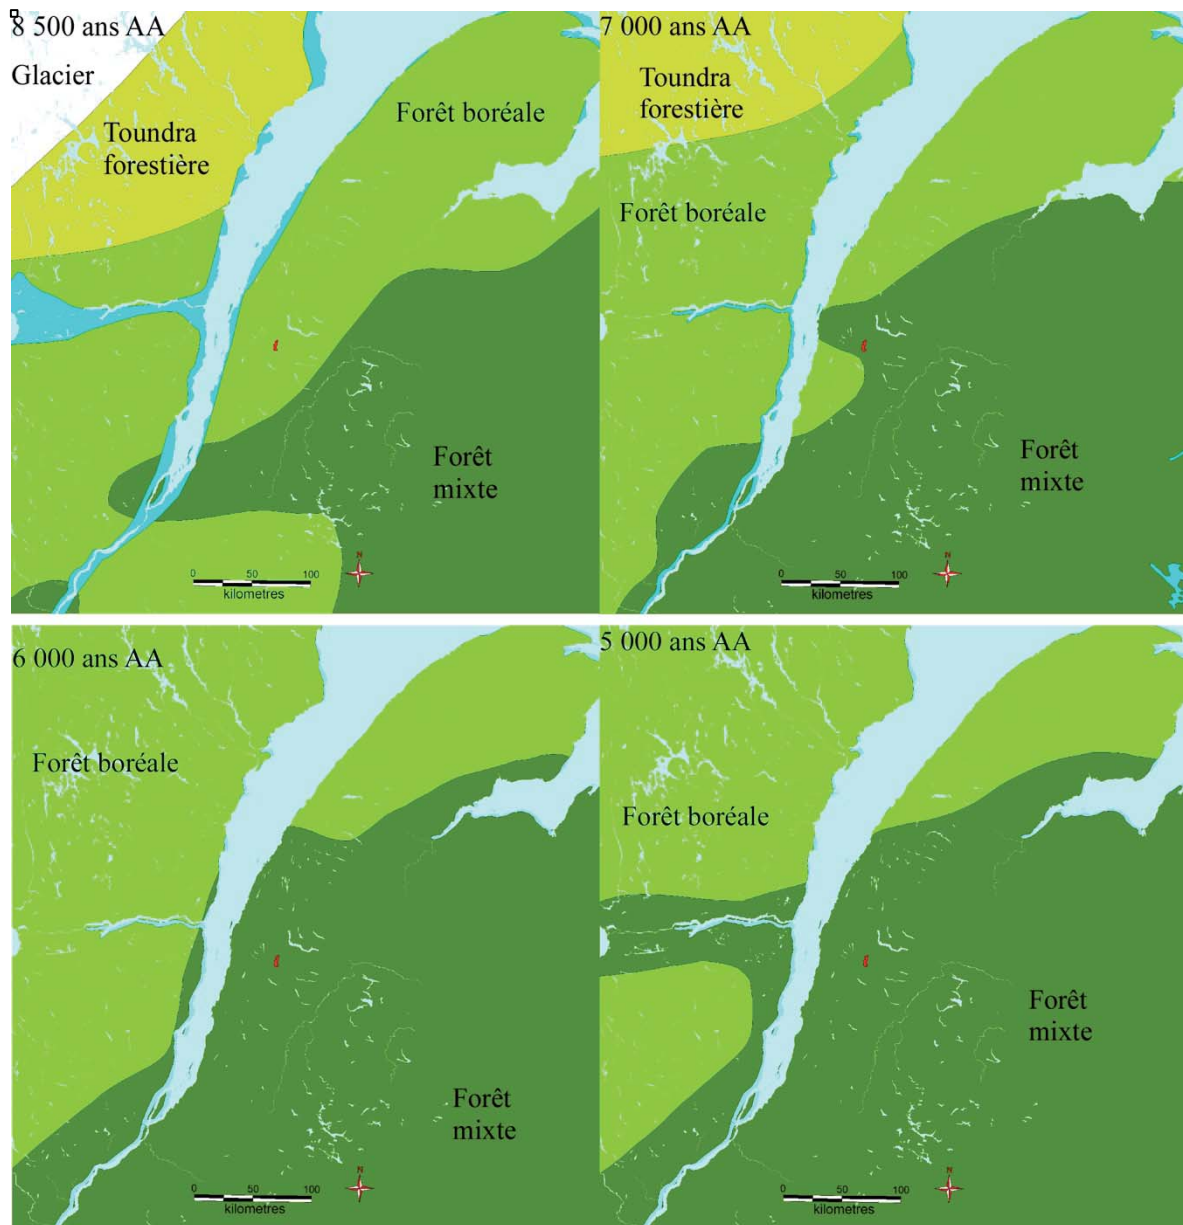 8 500 ans AA
Glacier
Toundra
forestière
Forêt boréale
Forêt
mixte
N
0 50 100
kilometres
7 000 ans AA
Toundra
forestière
Forêt boréale
Forêt
mixte
N
0 50 100
kilometres
6 000 ans AA
Forêt boréale
Forêt
mixte
N
0 50 100
kilometres
5 000 ans AA
Forêt boréale
Forêt
mixte
N
0 50 100
kilometres